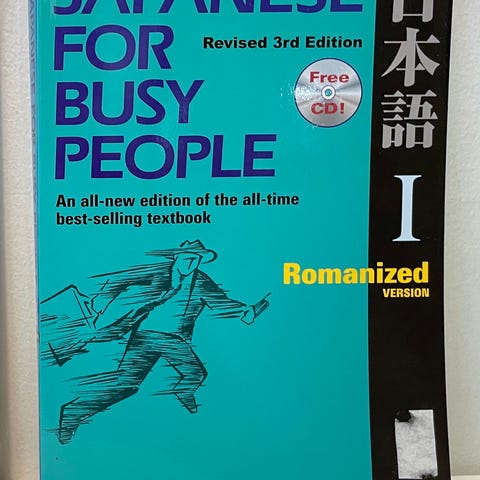 JAPANESE
FOR
BUSY
PEOPLE
Revised 3rd Edition
Free
CD!
An all-new edition of the all-time
best-selling textbook
日本語
I
Romanized
VERSION